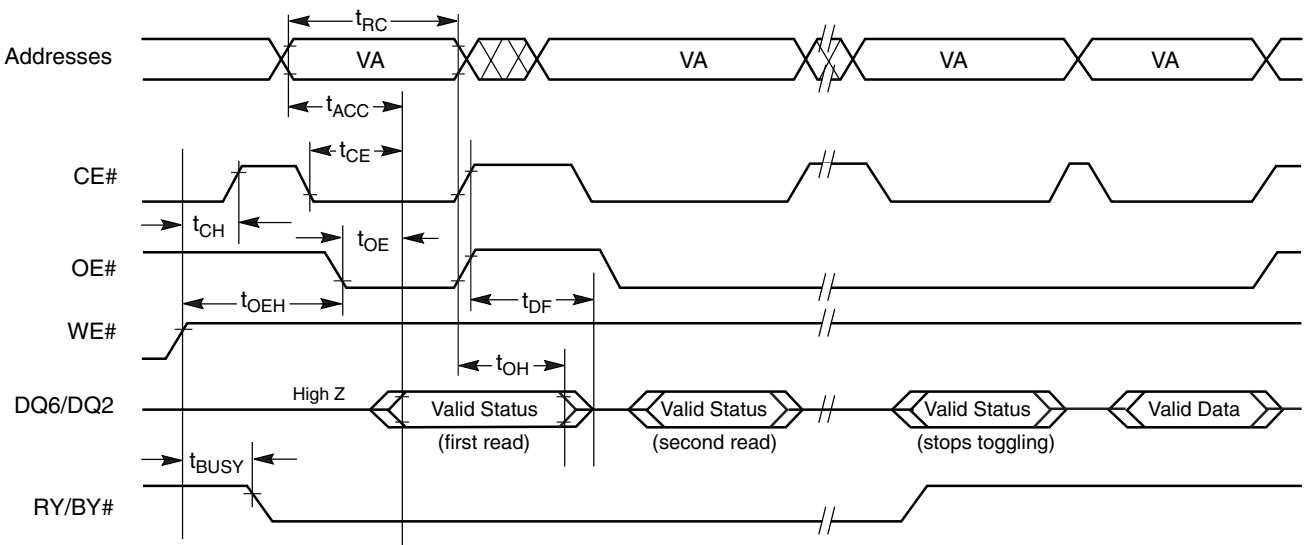 tRC
Addresses VA VA VA VA
tACC
tCE
CE#
tCH tOE
OE#
tOEH tDF
WE#
tOH
High Z
DQ6/DQ2 Valid Status Valid Status Valid Status Valid Data
(first read) (second read) (stops toggling)
tBUSY
RY/BY#